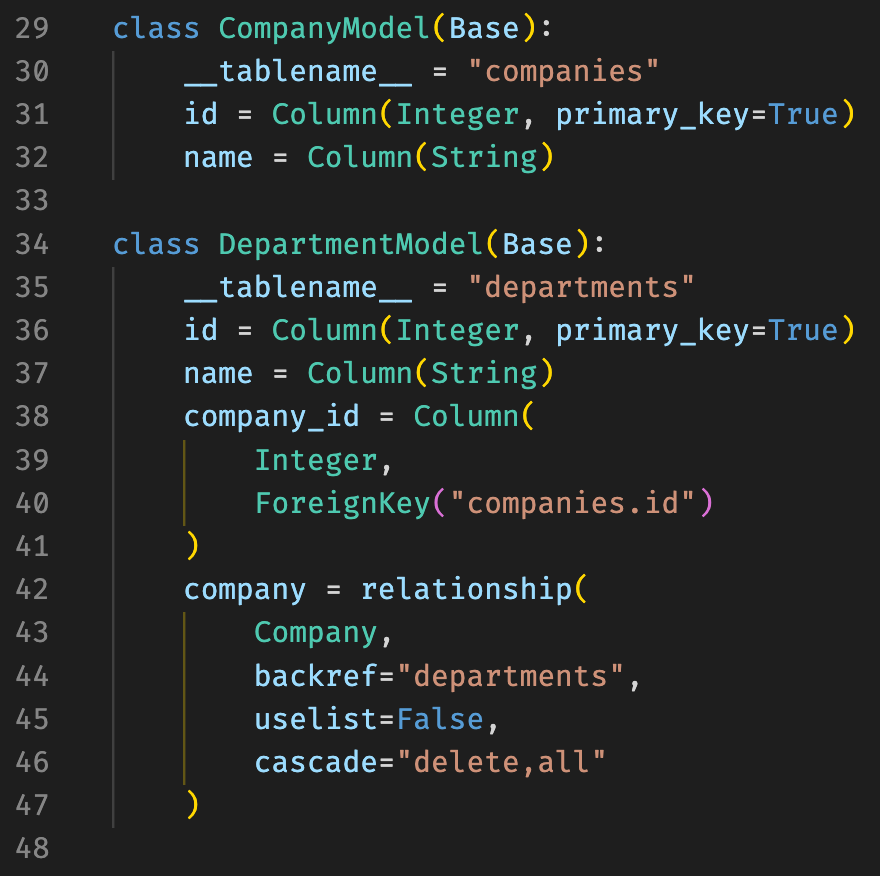 29 class CompanyModel(Base):
30     __tablename__ = "companies"
31     id = Column(Integer, primary_key=True)
32     name = Column(String)
33
34 class DepartmentModel(Base):
35     __tablename__ = "departments"
36     id = Column(Integer, primary_key=True)
37     name = Column(String)
38     company_id = Column(
39         Integer,
40         ForeignKey("companies.id")
41     )
42     company = relationship(
43         Company,
44         backref="departments",
45         uselist=False,
46         cascade="delete,all"
47     )
48